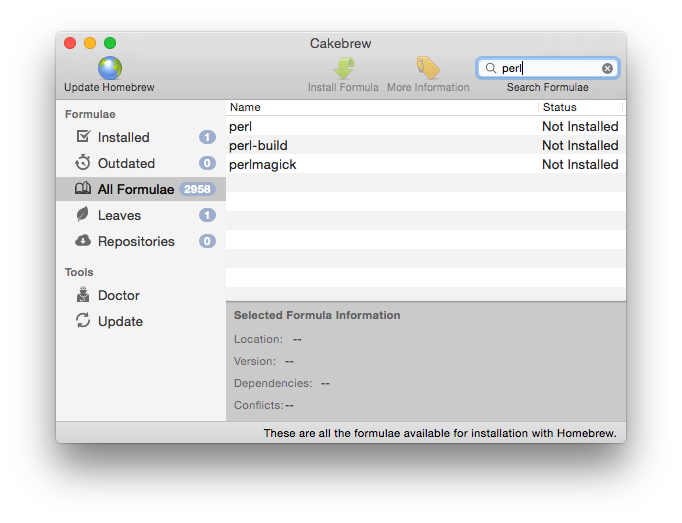 Cakebrew
Update Homebrew
Install Formula
More Information
perl
Search Formulae
Formulae
Installed 1
Outdated 0
All Formulae 2958
Leaves 1
Repositories 0
Tools
Doctor
Update
Name Status
perl Not Installed
perl-build Not Installed
perlmagick Not Installed
Selected Formula Information
Location: --
Version: --
Dependencies: --
Conflicts: --
These are all the formulae available for installation with Homebrew.